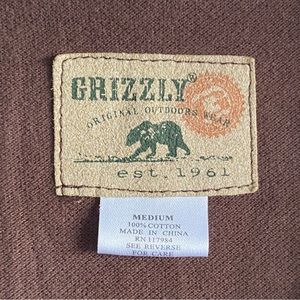 GRIZZLY®
ORIGINAL OUTDOORS WEAR
est. 1961
MEDIUM
100% COTTON
MADE IN CHINA
RN 117984
SEE REVERSE
FOR CARE